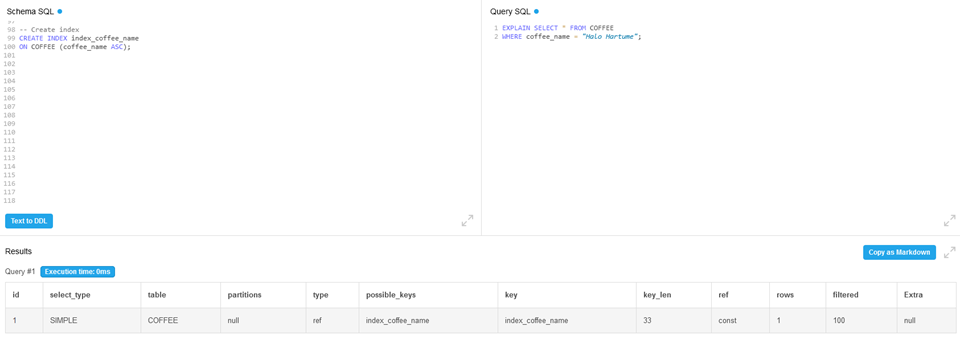 Schema SQL
Query SQL
98 -- Create index
99 CREATE INDEX index_coffee_name
100 ON COFFEE (coffee_name ASC);
101
102
103
104
105
106
107
108
109
110
111
112
113
114
115
116
117
118
1 EXPLAIN SELECT * FROM COFFEE
2 WHERE coffee_name = "Halo Hartume";
Text to DDL
Results
Copy as Markdown
Query #1 Execution time: 0ms
id select_type table partitions type possible_keys key key_len ref rows filtered Extra
1 SIMPLE COFFEE null ref index_coffee_name index_coffee_name 33 const 1 100 null